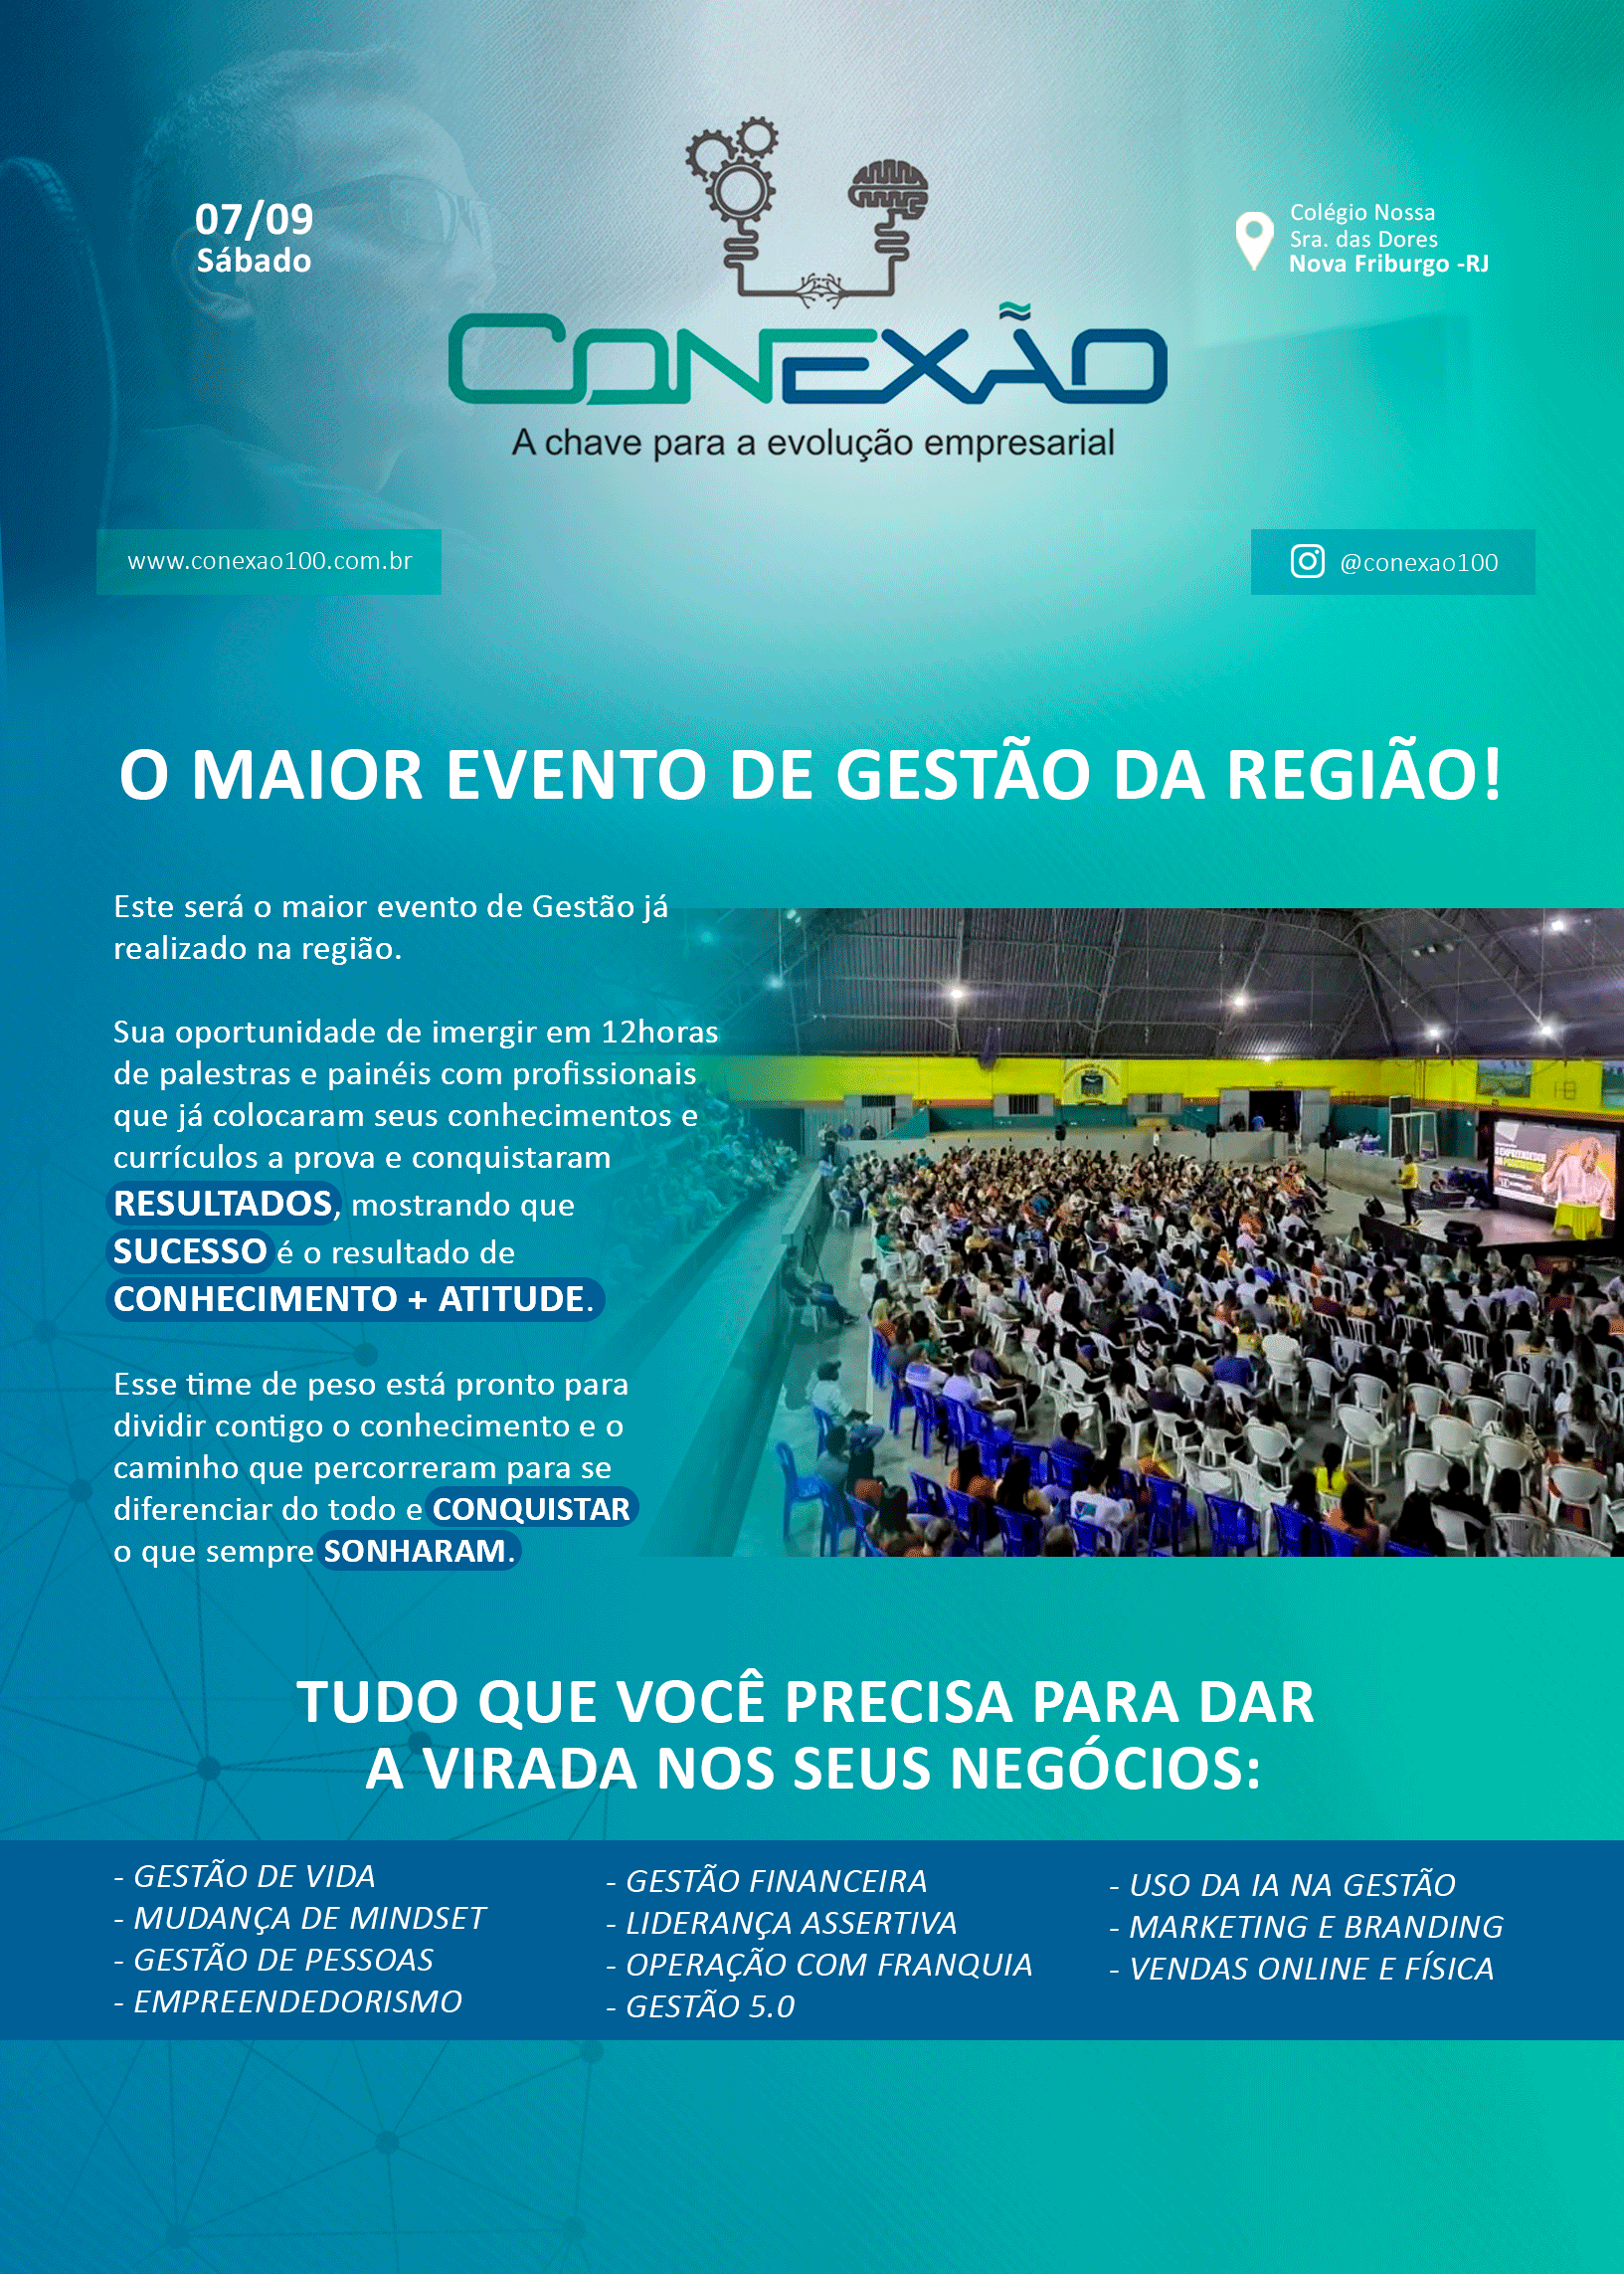 07/09
Sábado
Colégio Nossa
Sra. das Dores
Nova Friburgo -RJ
CONEXÃO
A chave para a evolução empresarial
www.conexao100.com.br
@conexao100
O MAIOR EVENTO DE GESTÃO DA REGIÃO!
Este será o maior evento de Gestão já
realizado na região.
Sua oportunidade de imergir em 12horas
de palestras e painéis com profissionais
que já colocaram seus conhecimentos e
currículos a prova e conquistaram
RESULTADOS, mostrando que
SUCESSO é o resultado de
CONHECIMENTO + ATITUDE.
Esse time de peso está pronto para
dividir contigo o conhecimento e o
caminho que percorreram para se
diferenciar do todo e CONQUISTAR
o que sempre SONHARAM.
TUDO QUE VOCÊ PRECISA PARA DAR
A VIRADA NOS SEUS NEGÓCIOS:
- GESTÃO DE VIDA
- MUDANÇA DE MINDSET
- GESTÃO DE PESSOAS
- EMPREENDEDORISMO
- GESTÃO FINANCEIRA
- LIDERANÇA ASSERTIVA
- OPERAÇÃO COM FRANQUIA
- GESTÃO 5.0
- USO DA IA NA GESTÃO
- MARKETING E BRANDING
- VENDAS ONLINE E FÍSICA